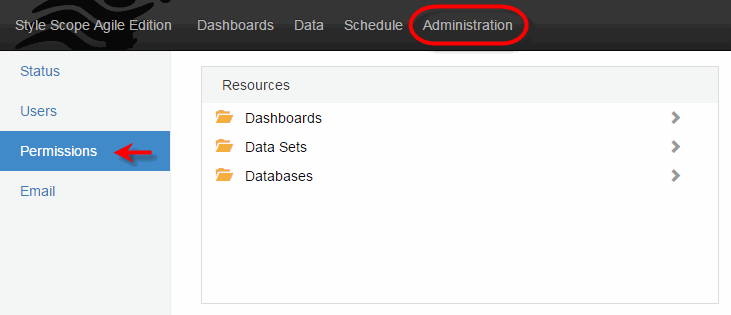 Style Scope Agile Edition Dashboards Data Schedule Administration
Status
Users
Permissions
Email
Resources
Dashboards
Data Sets
Databases